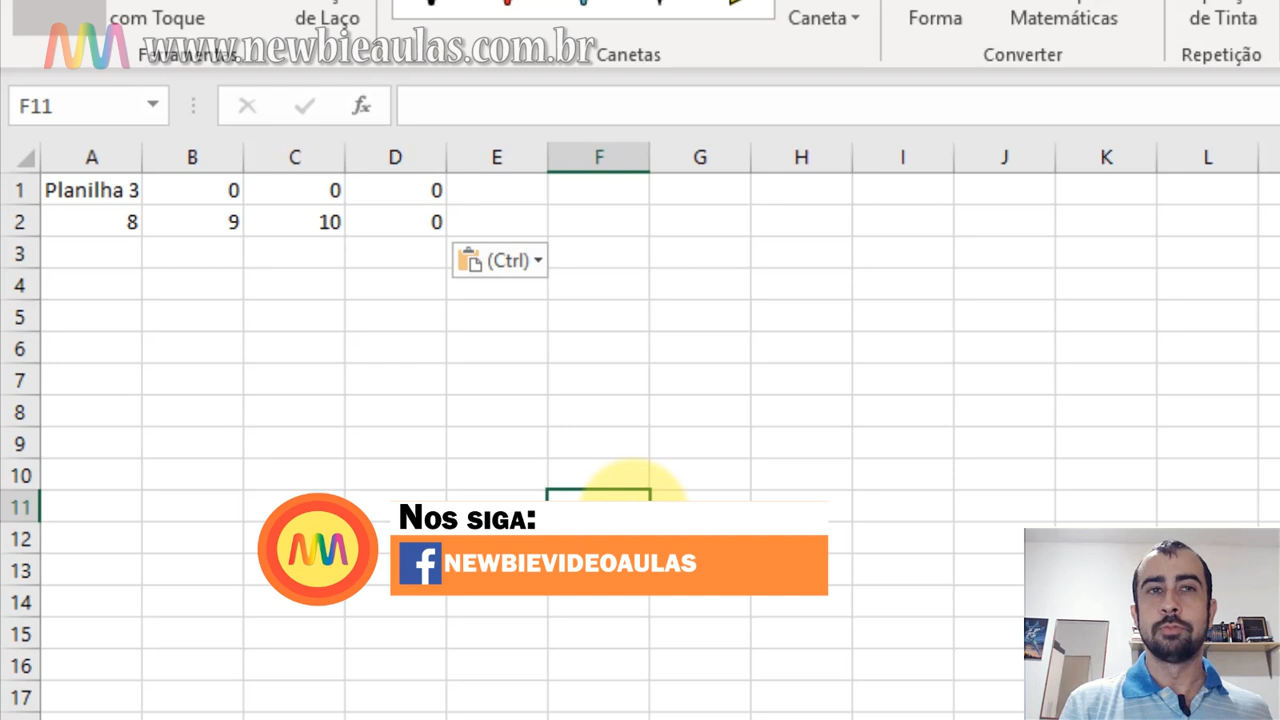 com Toque de Laço Caneta Forma Matemáticas de Tinta
www.newbieaulas.com.br
Ferramentas Canetas Converter Repetição
F11 fx
A B C D E F G H I J K L
1 Planilha 3 0 0 0
2 8 9 10 0
3 (Ctrl)
4
5
6
7
8
9
10
11
Nos siga:
12
f NEWBIEVIDEOAULAS
13
14
15
16
17